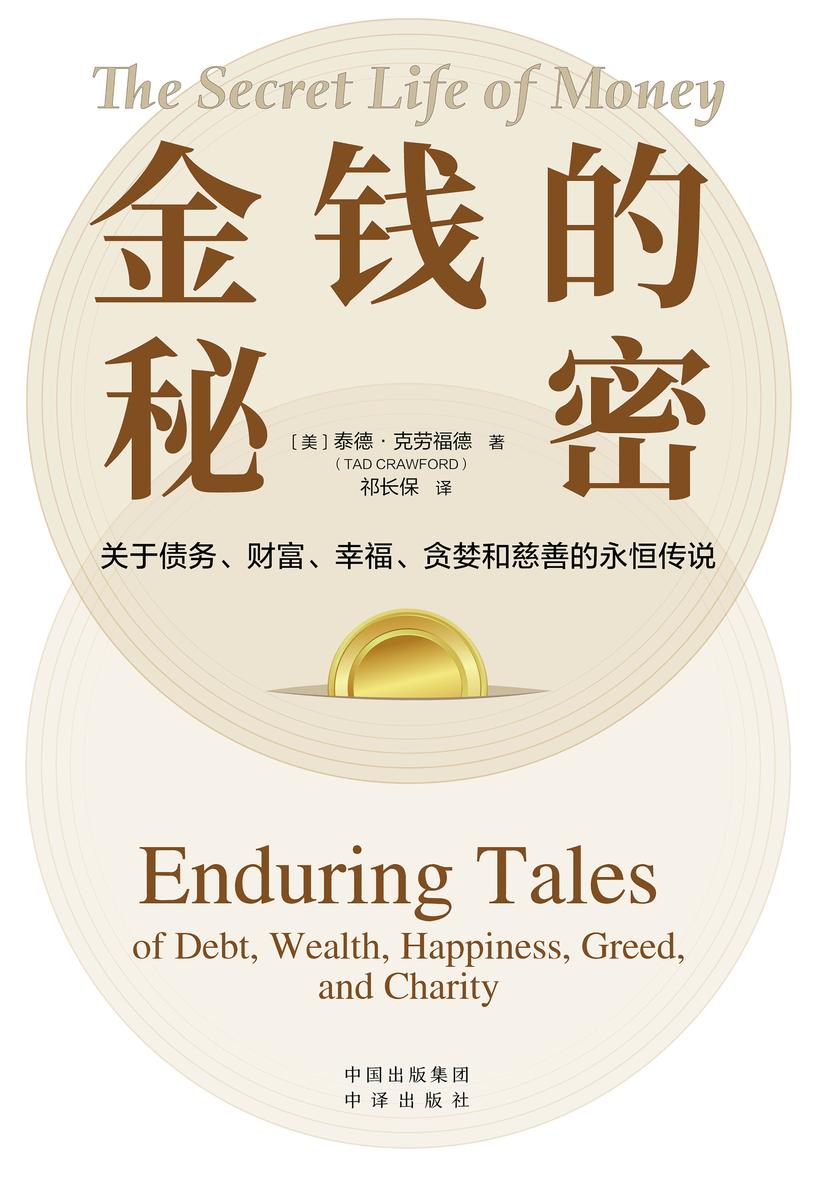 The Secret Life of Money
金钱的
秘密
［美］泰德·克劳福德 著
（TAD CRAWFORD）
祁长保 译
关于债务、财富、幸福、贪婪和慈善的永恒传说
Enduring Tales
of Debt, Wealth, Happiness, Greed,
and Charity
中国出版集团
中译出版社